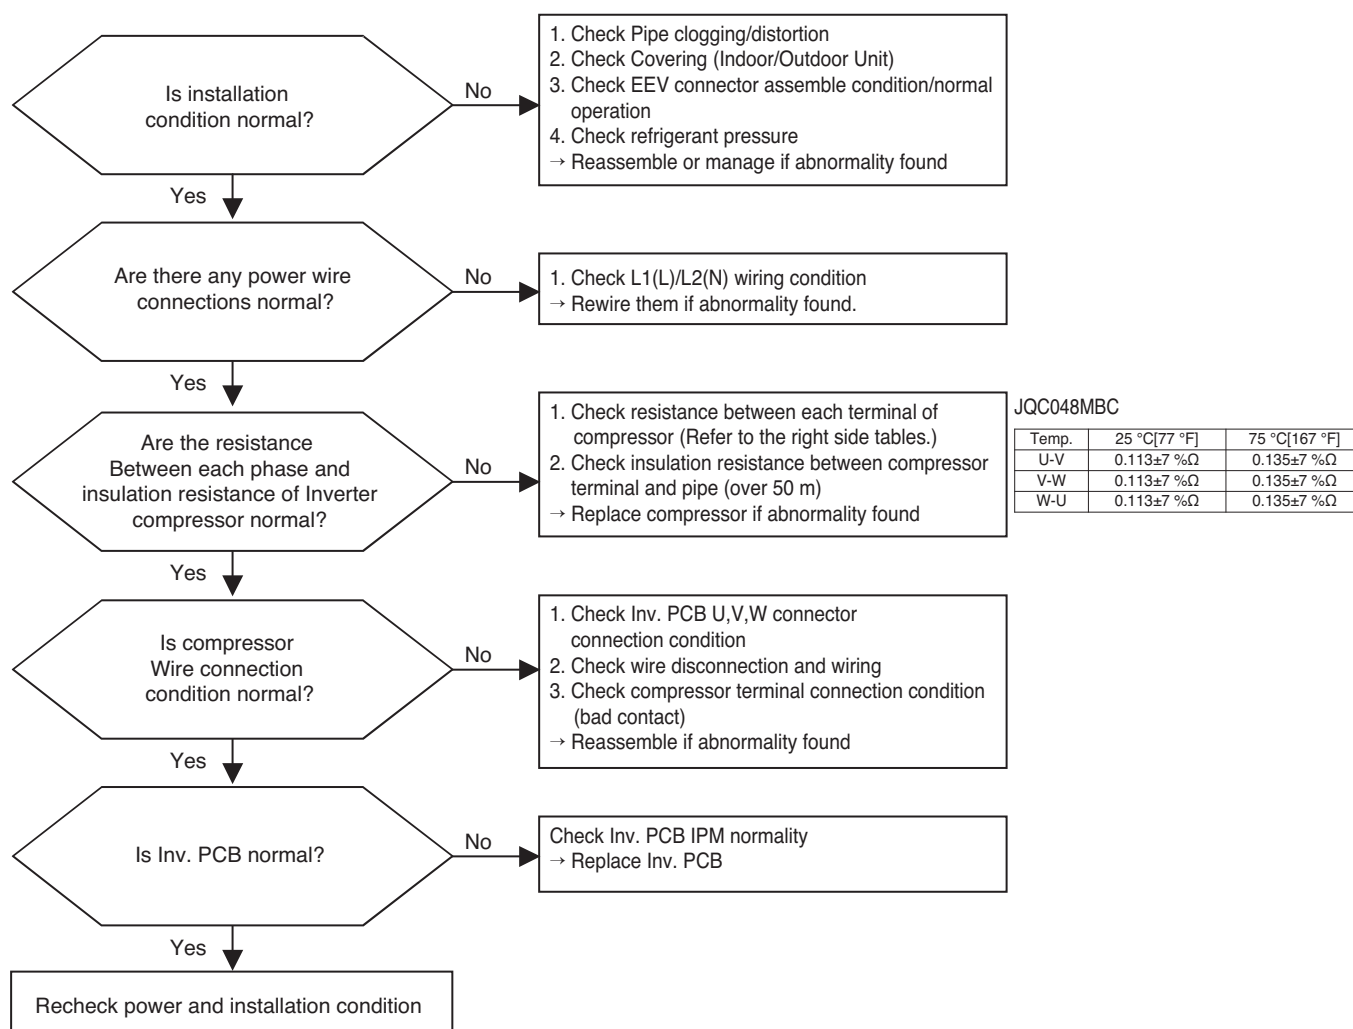 Is installation
condition normal?
No
1. Check Pipe clogging/distortion
2. Check Covering (Indoor/Outdoor Unit)
3. Check EEV connector assemble condition/normal
operation
4. Check refrigerant pressure
→ Reassemble or manage if abnormality found
Yes
Are there any power wire
connections normal?
No
1. Check L1(L)/L2(N) wiring condition
→ Rewire them if abnormality found.
Yes
Are the resistance
Between each phase and
insulation resistance of Inverter
compressor normal?
No
1. Check resistance between each terminal of
compressor (Refer to the right side tables.)
2. Check insulation resistance between compressor
terminal and pipe (over 50 m)
→ Replace compressor if abnormality found
JQC048MBC
Temp. 25 °C[77 °F] 75 °C[167 °F]
U-V 0.113±7 %Ω 0.135±7 %Ω
V-W 0.113±7 %Ω 0.135±7 %Ω
W-U 0.113±7 %Ω 0.135±7 %Ω
Yes
Is compressor
Wire connection
condition normal?
No
1. Check Inv. PCB U,V,W connector
connection condition
2. Check wire disconnection and wiring
3. Check compressor terminal connection condition
(bad contact)
→ Reassemble if abnormality found
Yes
Is Inv. PCB normal?
No
Check Inv. PCB IPM normality
→ Replace Inv. PCB
Yes
Recheck power and installation condition